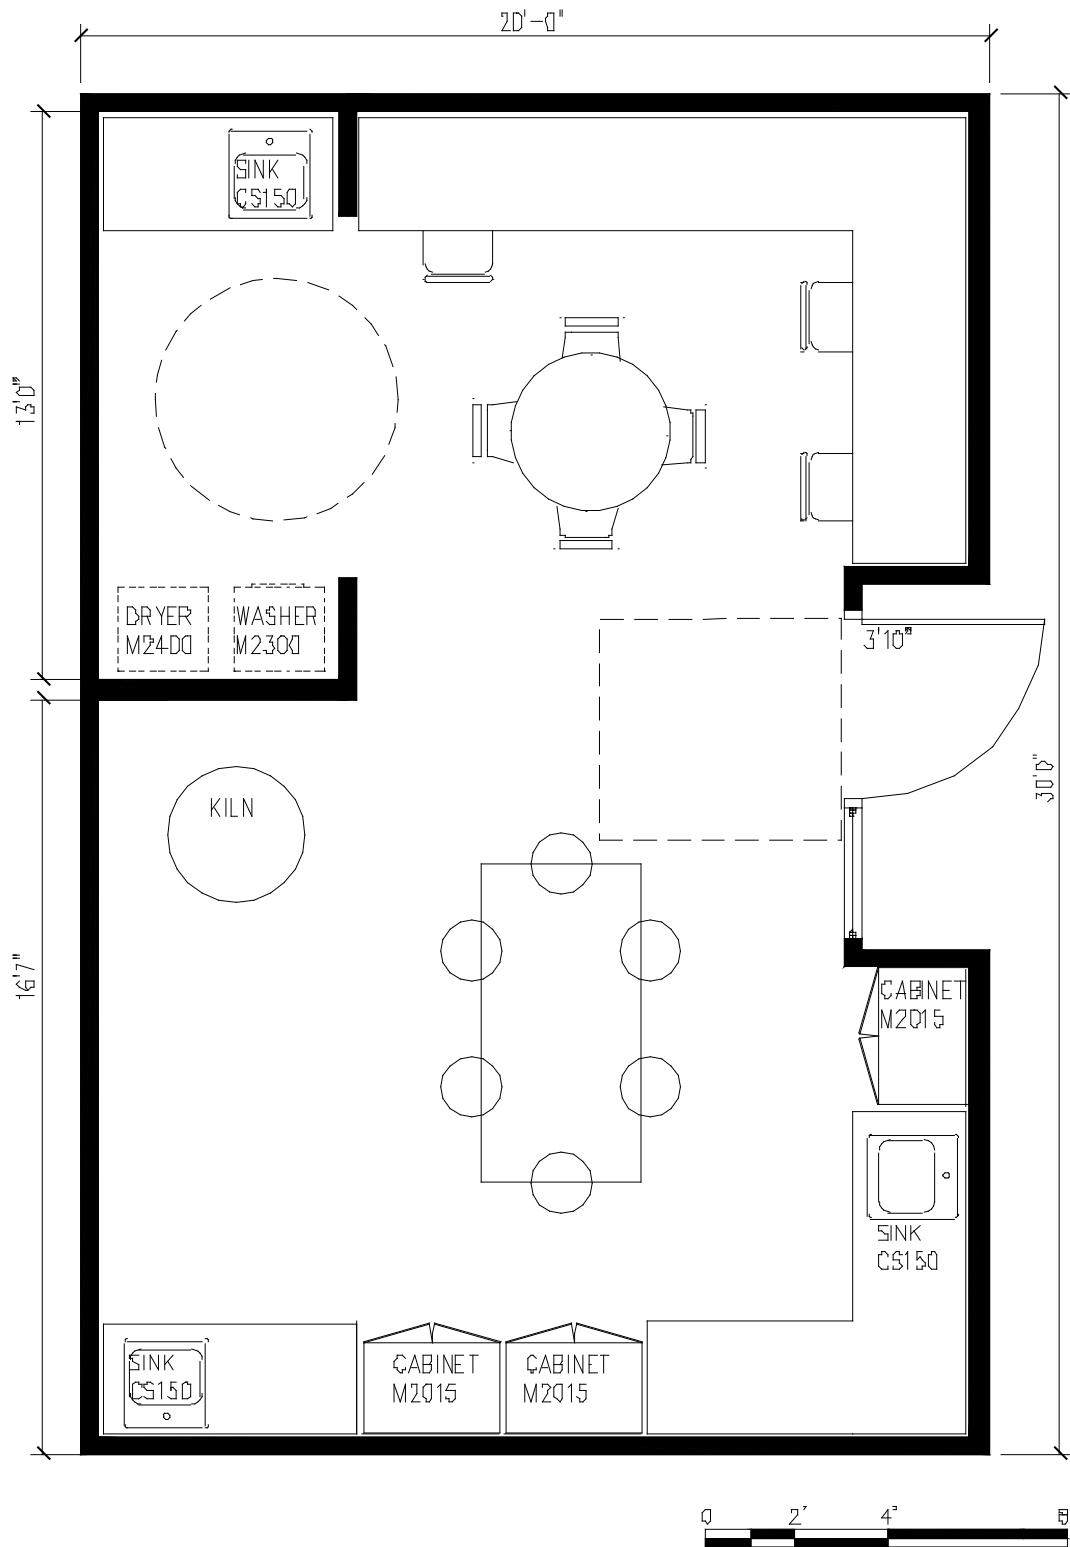 20'-0"
SINK
CS150
13'0"
DRYER
M2400
WASHER
M2300
3'10"
30'0"
KILN
16'7"
CABINET
M2015
SINK
CS150
SINK
CS150
CABINET
M2015
CABINET
M2015
0 2' 4' 8